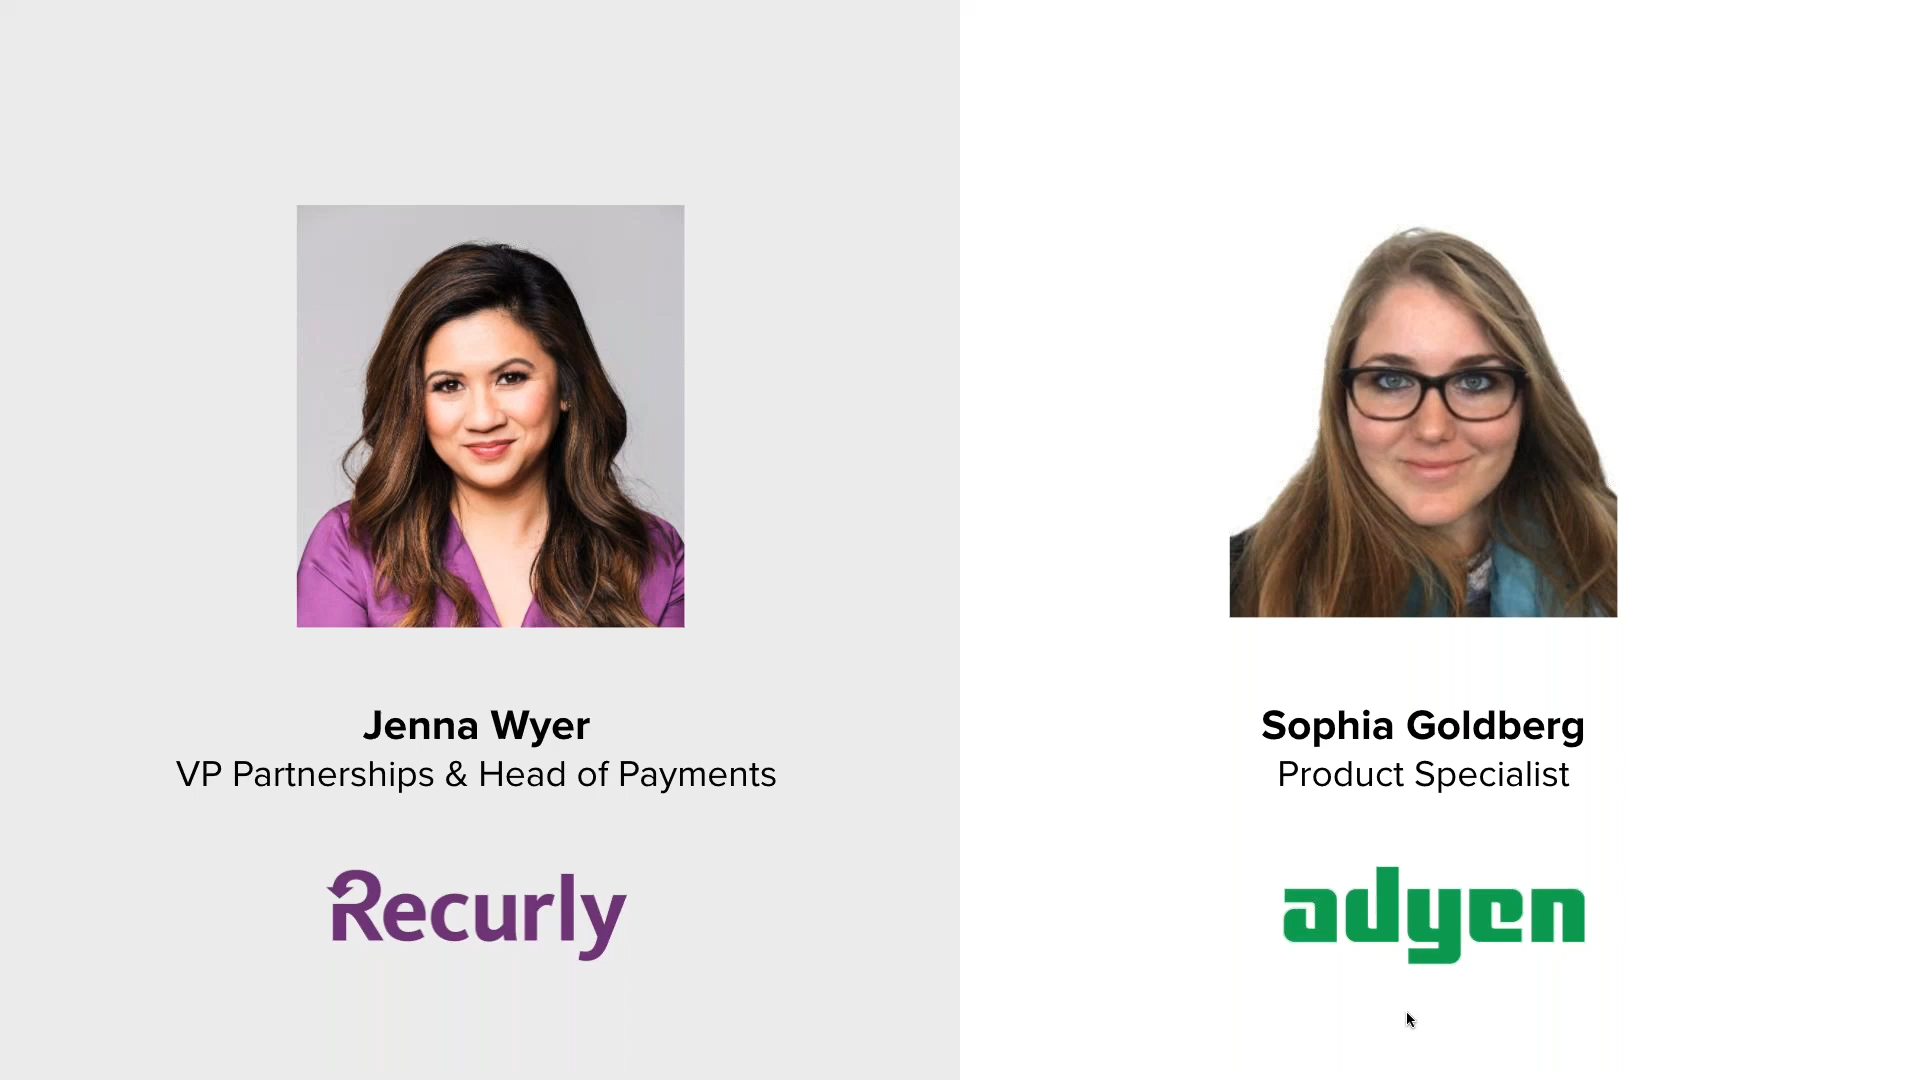 Jenna Wyer
VP Partnerships & Head of Payments
Recurly
Sophia Goldberg
Product Specialist
adyen